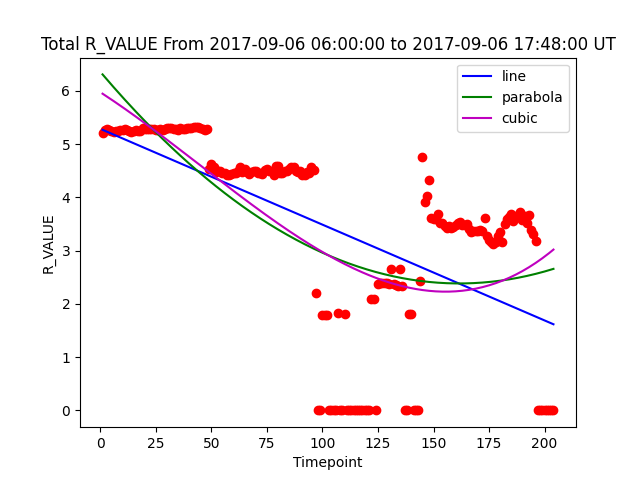 Total R_VALUE From 2017-09-06 06:00:00 to 2017-09-06 17:48:00 UT
line
parabola
cubic
6
5
4
3
2
1
0
R_VALUE
0 25 50 75 100 125 150 175 200
Timepoint